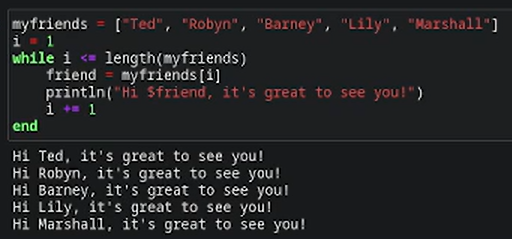 myfriends = ["Ted", "Robyn", "Barney", "Lily", "Marshall"]
i = 1
while i <= length(myfriends)
    friend = myfriends[i]
    println("Hi $friend, it's great to see you!")
    i += 1
end
Hi Ted, it's great to see you!
Hi Robyn, it's great to see you!
Hi Barney, it's great to see you!
Hi Lily, it's great to see you!
Hi Marshall, it's great to see you!